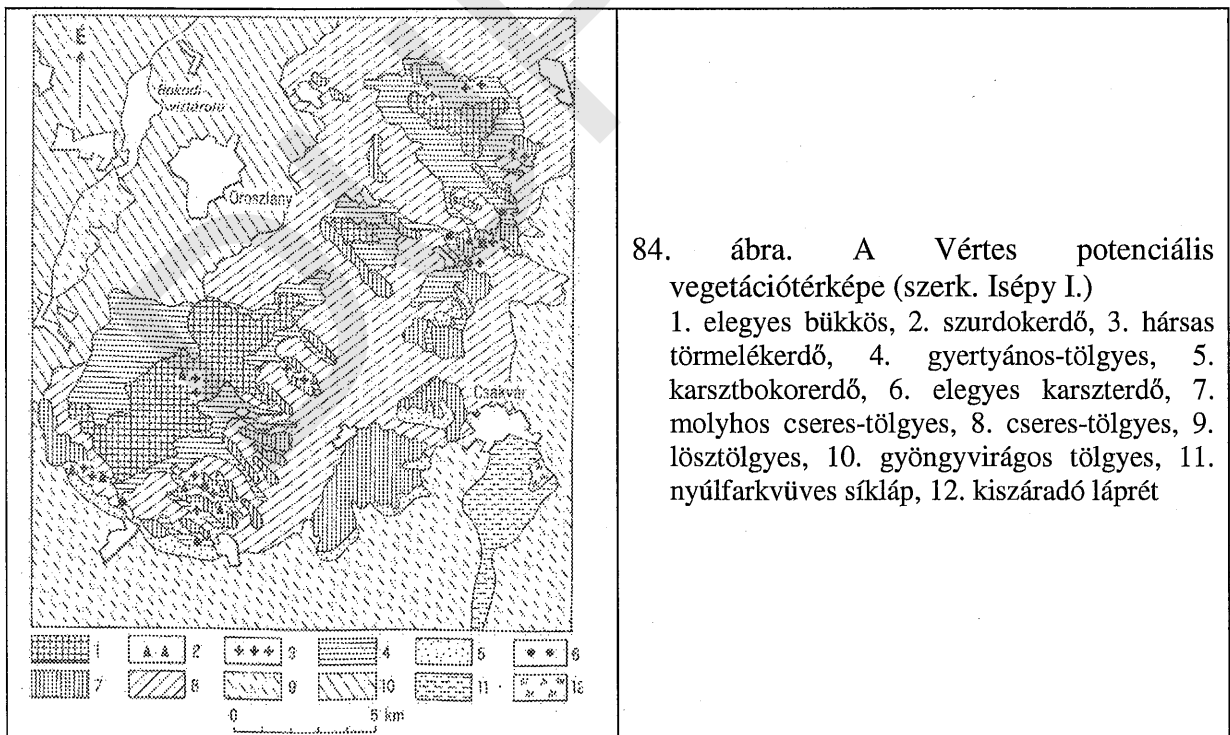 É
Bokodi
víztároló
Oroszlány
Csákvár
1 2 3 4 5 6
7 8 9 10 11 12
0 5 km
84. ábra. A Vértes potenciális
vegetációtérképe (szerk. Isépy I.)
1. elegyes bükkös, 2. szurdokerdő, 3. hársas
törmelékerdő, 4. gyertyános-tölgyes, 5.
karsztbokorerdő, 6. elegyes karszterdő, 7.
molyhos cseres-tölgyes, 8. cseres-tölgyes, 9.
lösztölgyes, 10. gyöngyvirágos tölgyes, 11.
nyúlfarkvüves síkláp, 12. kiszáradó láprét